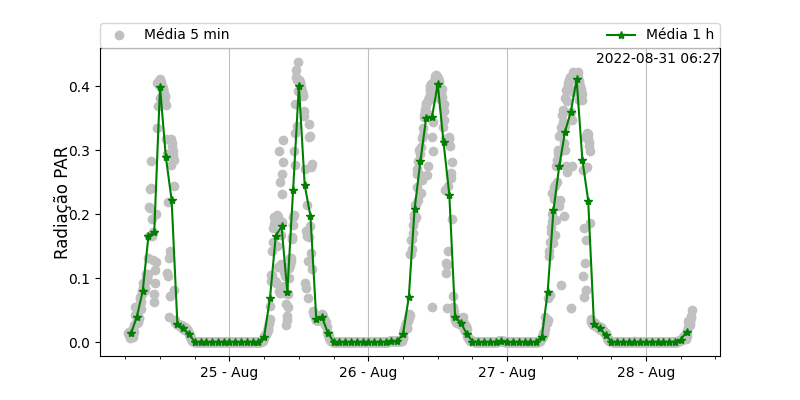 Média 5 min
Média 1 h
2022-08-31 06:27
Radiação PAR
0.4
0.3
0.2
0.1
0.0
25 - Aug
26 - Aug
27 - Aug
28 - Aug